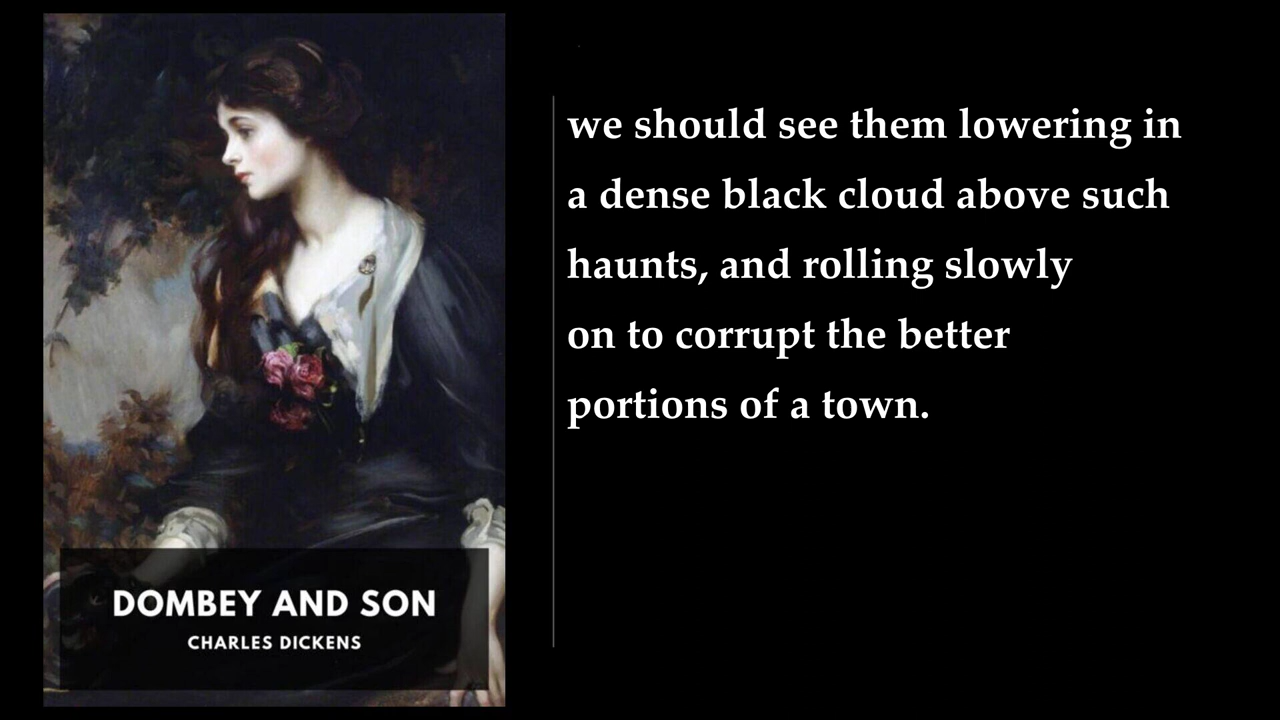 we should see them lowering in
a dense black cloud above such
haunts, and rolling slowly
on to corrupt the better
portions of a town.
DOMBEY AND SON
CHARLES DICKENS